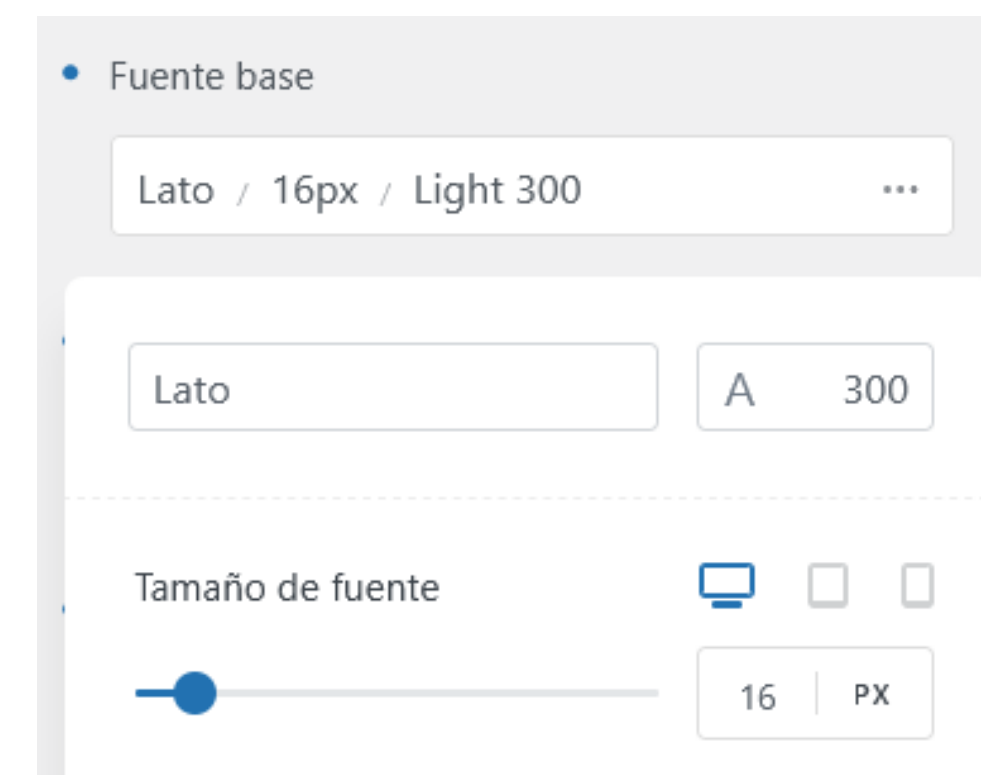 Fuente base
Lato / 16px / Light 300 ...
Lato A 300
Tamaño de fuente
16 PX